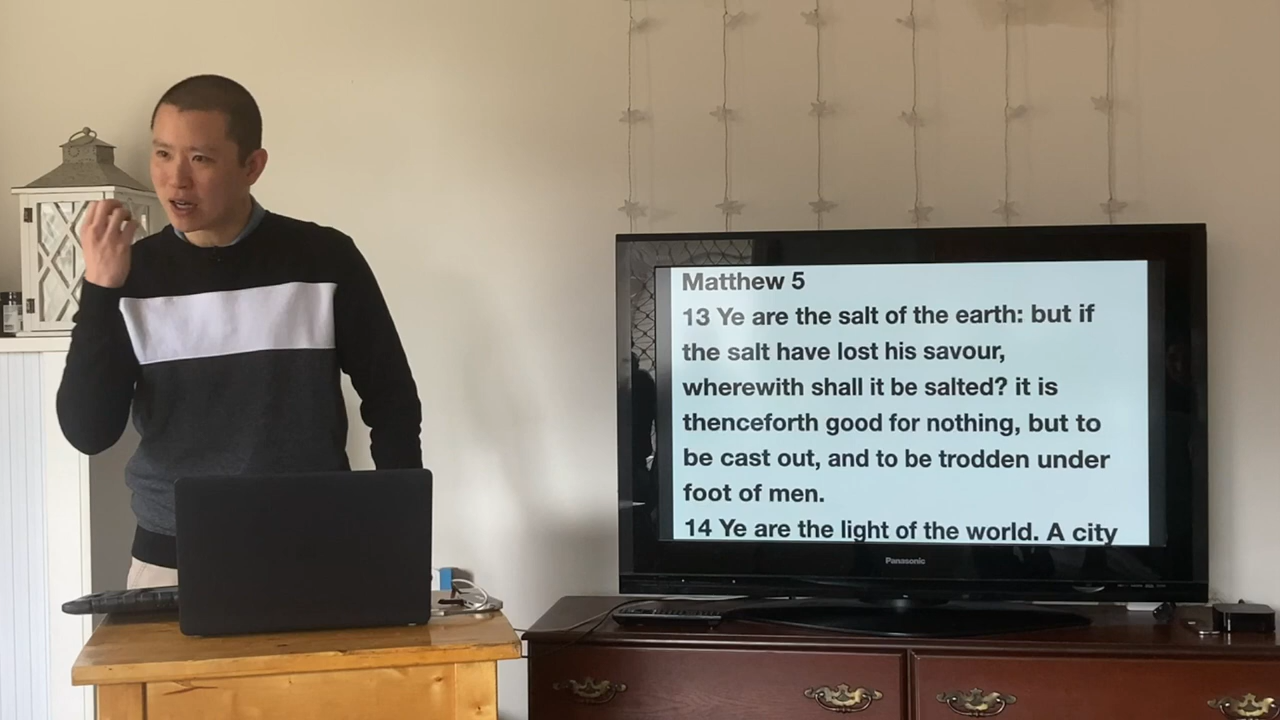 Matthew 5
13 Ye are the salt of the earth: but if
the salt have lost his savour,
wherewith shall it be salted? it is
thenceforth good for nothing, but to
be cast out, and to be trodden under
foot of men.
14 Ye are the light of the world. A city
Panasonic